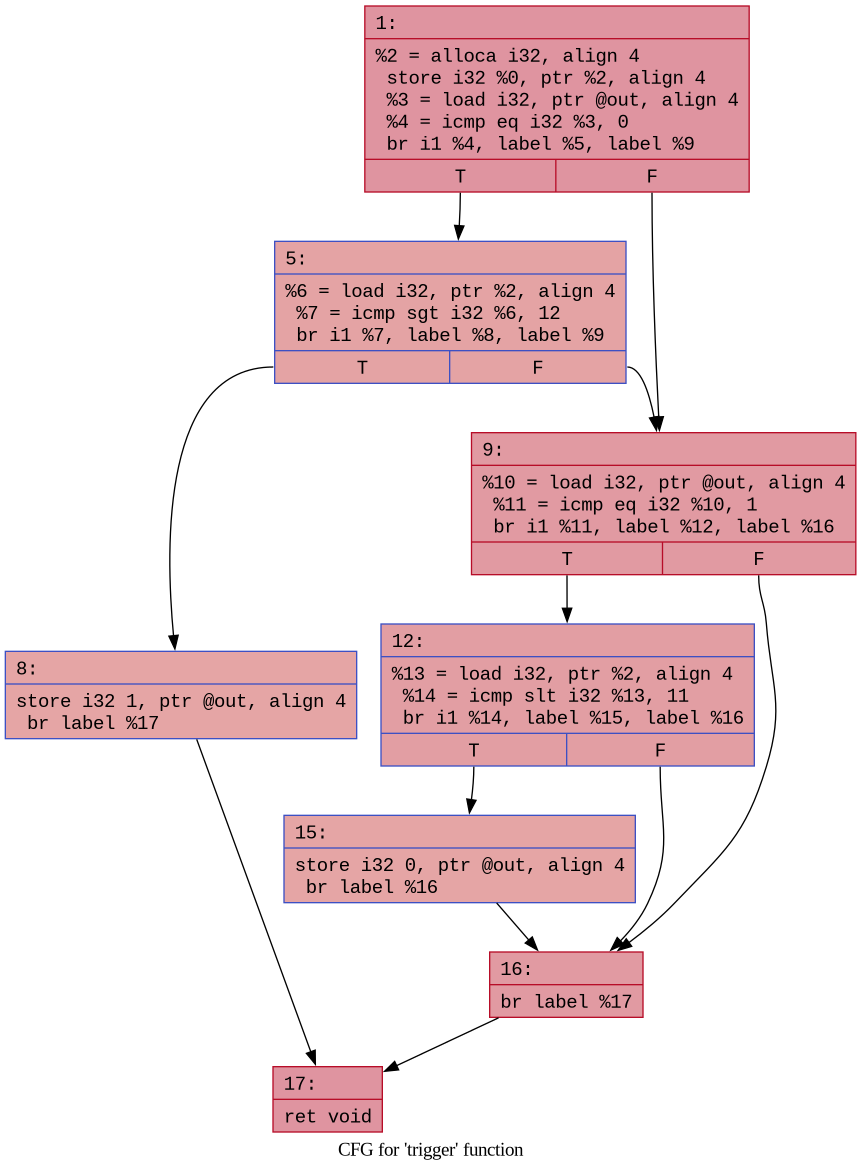 1:
%2 = alloca i32, align 4
store i32 %0, ptr %2, align 4
%3 = load i32, ptr @out, align 4
%4 = icmp eq i32 %3, 0
br i1 %4, label %5, label %9
T F
5:
%6 = load i32, ptr %2, align 4
%7 = icmp sgt i32 %6, 12
br i1 %7, label %8, label %9
T F
9:
%10 = load i32, ptr @out, align 4
%11 = icmp eq i32 %10, 1
br i1 %11, label %12, label %16
T F
8:
store i32 1, ptr @out, align 4
br label %17
12:
%13 = load i32, ptr %2, align 4
%14 = icmp slt i32 %13, 11
br i1 %14, label %15, label %16
T F
15:
store i32 0, ptr @out, align 4
br label %16
16:
br label %17
17:
ret void
CFG for 'trigger' function